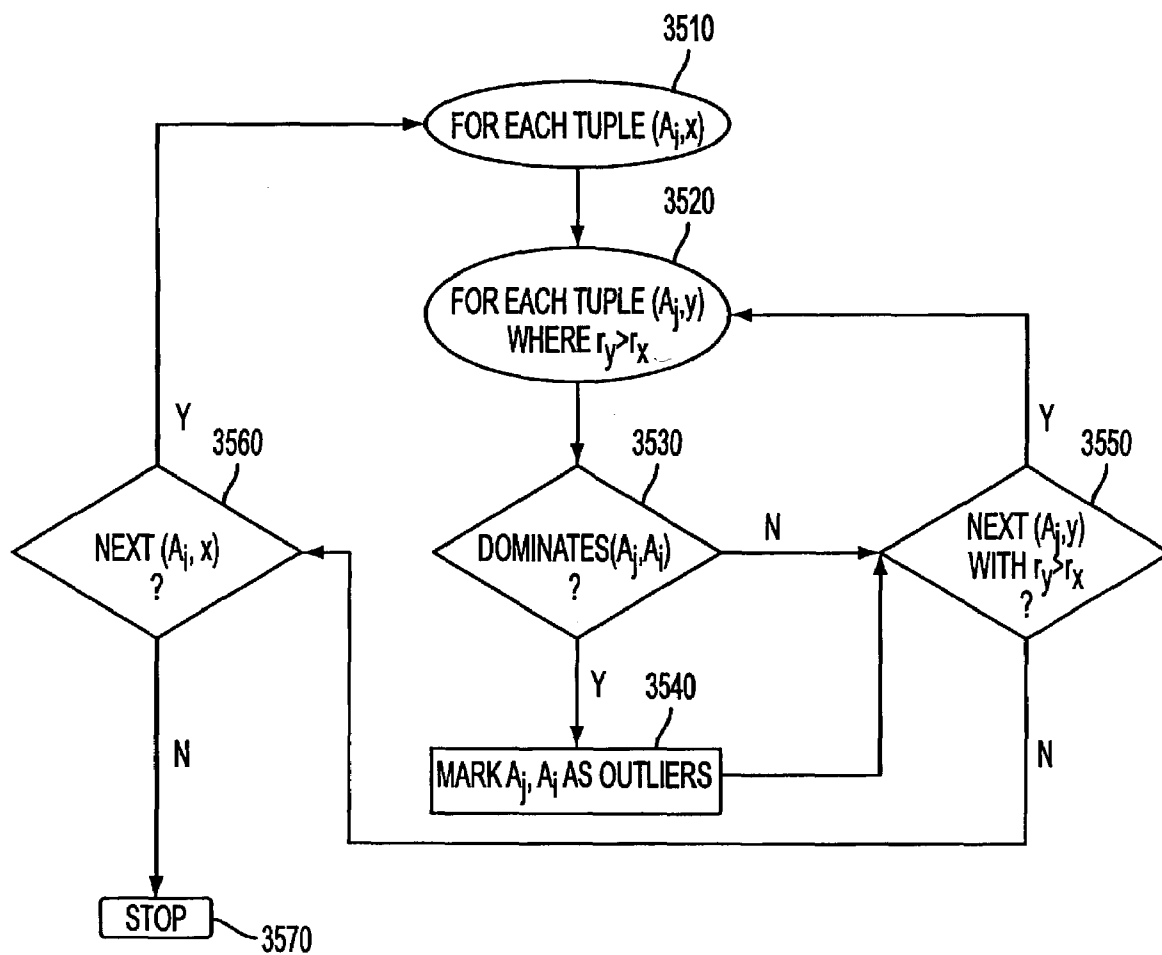 3510
FOR EACH TUPLE (Ai,x)
3520
FOR EACH TUPLE (Aj,y)
WHERE ry>rx
Y
3560
NEXT (Ai, x)
?
3530
DOMINATES(Aj,Ai)
?
N
Y
3550
NEXT (Aj,y)
WITH ry>rx
?
Y
3540
MARK Aj, Ai AS OUTLIERS
N
N
STOP
3570